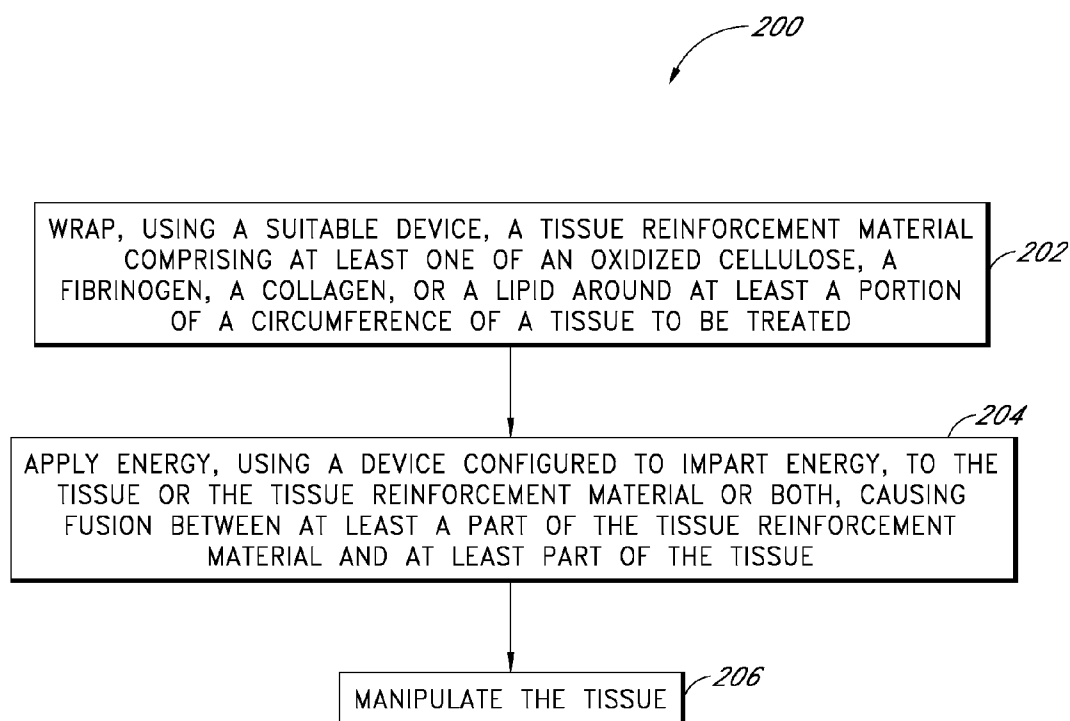 200
WRAP, USING A SUITABLE DEVICE, A TISSUE REINFORCEMENT MATERIAL
COMPRISING AT LEAST ONE OF AN OXIDIZED CELLULOSE, A
FIBRINOGEN, A COLLAGEN, OR A LIPID AROUND AT LEAST A PORTION
OF A CIRCUMFERENCE OF A TISSUE TO BE TREATED
202
204
APPLY ENERGY, USING A DEVICE CONFIGURED TO IMPART ENERGY, TO THE
TISSUE OR THE TISSUE REINFORCEMENT MATERIAL OR BOTH, CAUSING
FUSION BETWEEN AT LEAST A PART OF THE TISSUE REINFORCEMENT
MATERIAL AND AT LEAST PART OF THE TISSUE
MANIPULATE THE TISSUE
206